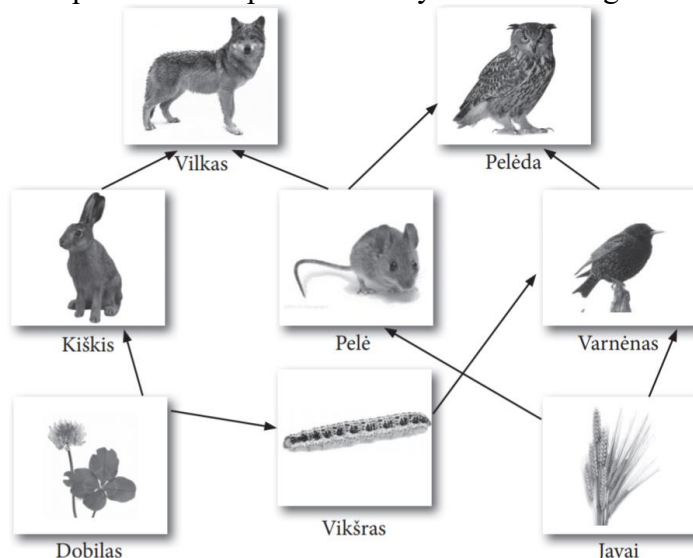 Vilkas
Pelėda
Kiškis
Pelė
Varnėnas
Dobilas
Vikšras
Javai